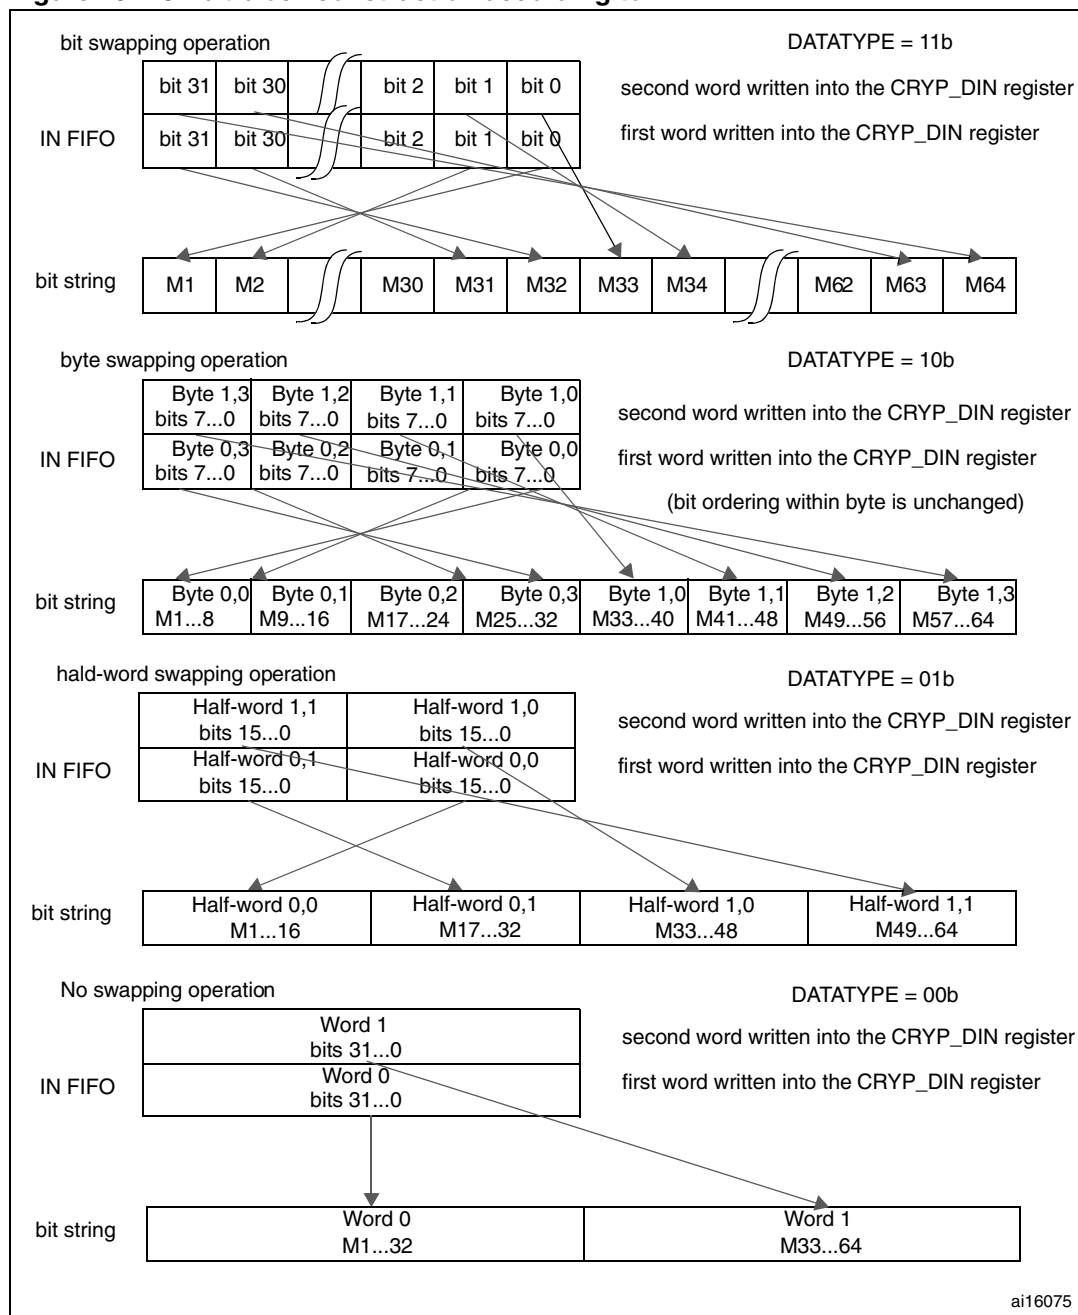 bit swapping operation
DATATYPE = 11b
bit 31 bit 30 bit 2 bit 1 bit 0
second word written into the CRYP_DIN register
IN FIFO
bit 31 bit 30 bit 2 bit 1 bit 0
first word written into the CRYP_DIN register
bit string
M1 M2 M30 M31 M32 M33 M34 M62 M63 M64
byte swapping operation
DATATYPE = 10b
Byte 1,3 Byte 1,2 Byte 1,1 Byte 1,0
bits 7...0 bits 7...0 bits 7...0 bits 7...0
second word written into the CRYP_DIN register
IN FIFO
Byte 0,3 Byte 0,2 Byte 0,1 Byte 0,0
bits 7...0 bits 7...0 bits 7...0 bits 7...0
first word written into the CRYP_DIN register
(bit ordering within byte is unchanged)
bit string
Byte 0,0 Byte 0,1 Byte 0,2 Byte 0,3 Byte 1,0 Byte 1,1 Byte 1,2 Byte 1,3
M1...8 M9...16 M17...24 M25...32 M33...40 M41...48 M49...56 M57...64
hald-word swapping operation
DATATYPE = 01b
Half-word 1,1 Half-word 1,0
bits 15...0 bits 15...0
second word written into the CRYP_DIN register
IN FIFO
Half-word 0,1 Half-word 0,0
bits 15...0 bits 15...0
first word written into the CRYP_DIN register
bit string
Half-word 0,0 Half-word 0,1 Half-word 1,0 Half-word 1,1
M1...16 M17...32 M33...48 M49...64
No swapping operation
DATATYPE = 00b
Word 1
bits 31...0
second word written into the CRYP_DIN register
IN FIFO
Word 0
bits 31...0
first word written into the CRYP_DIN register
bit string
Word 0 Word 1
M1...32 M33...64
ai16075